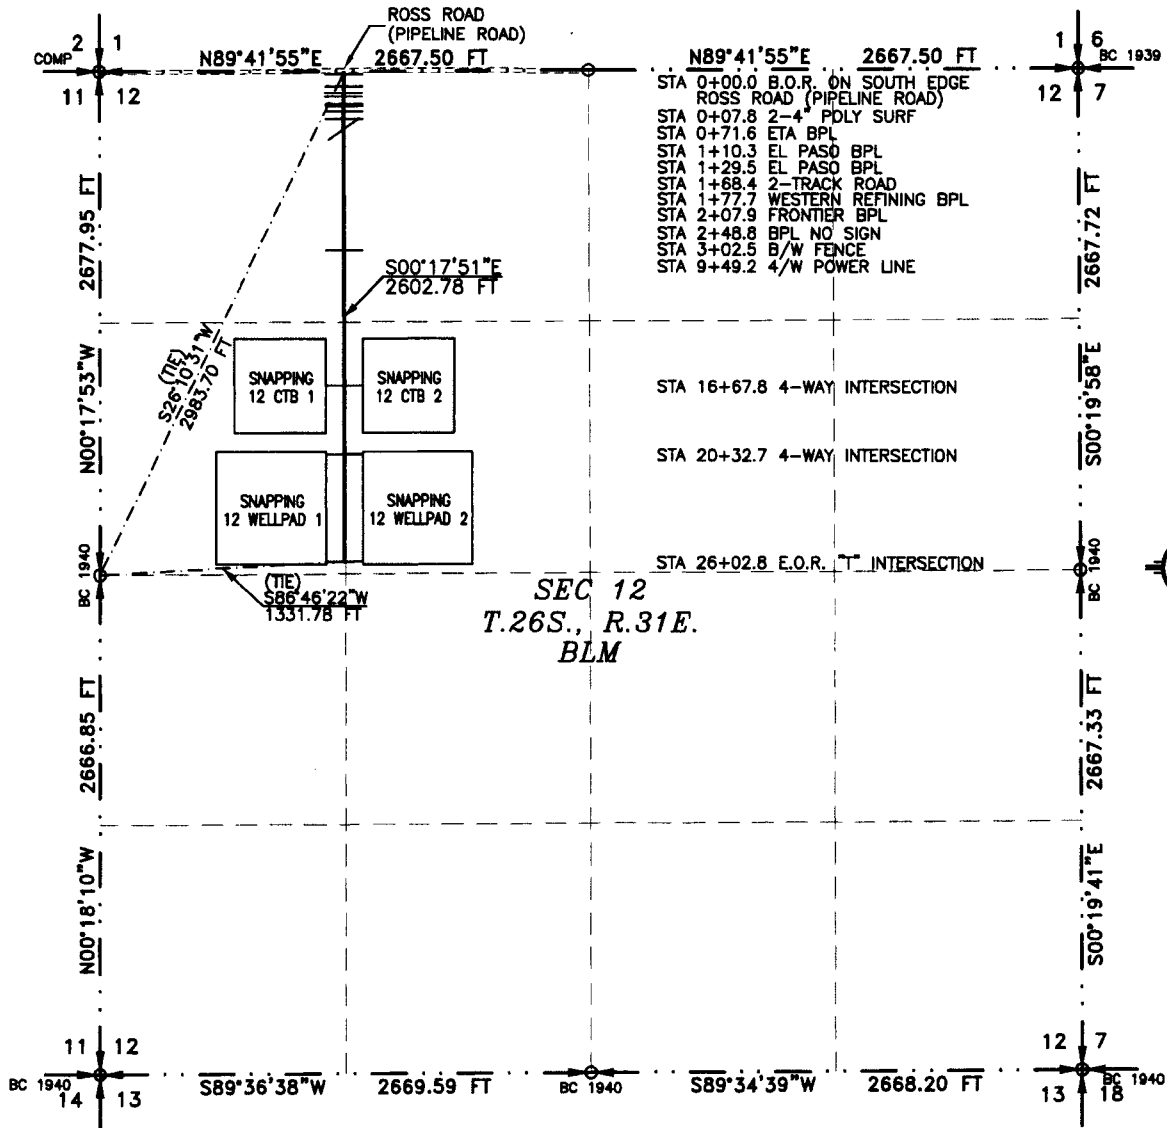 ROSS ROAD
(PIPELINE ROAD)
2 1
COMP
11 12
N89°41'55"E 2667.50 FT
N89°41'55"E 2667.50 FT
1 6
BC 1939
12 7
STA 0+00.0 B.O.R. ON SOUTH EDGE
ROSS ROAD (PIPELINE ROAD)
STA 0+07.8 2-4" POLY SURF
STA 0+71.6 ETA BPL
STA 1+10.3 EL PASO BPL
STA 1+29.5 EL PASO BPL
STA 1+68.4 2-TRACK ROAD
STA 1+77.7 WESTERN REFINING BPL
STA 2+07.9 FRONTIER BPL
STA 2+48.8 BPL NO SIGN
STA 3+02.5 B/W FENCE
STA 9+49.2 4/W POWER LINE
2677.95 FT
N00°17'53"W
2667.72 FT
S00°19'58"E
S00°17'51"E
2602.78 FT
(TIE)
S26°10'31"W
2983.70 FT
SNAPPING
12 CTB 1
SNAPPING
12 CTB 2
STA 16+67.8 4-WAY INTERSECTION
STA 20+32.7 4-WAY INTERSECTION
SNAPPING
12 WELLPAD 1
SNAPPING
12 WELLPAD 2
BC 1940
STA 26+02.8 E.O.R. "T" INTERSECTION
BC 1940
(TIE)
S86°46'22"W
1331.78 FT
SEC 12
T.26S., R.31E.
BLM
2666.85 FT
N00°18'10"W
2667.33 FT
S00°19'41"E
11 12
BC 1940
14 13
S89°36'38"W 2669.59 FT
BC 1940
S89°34'39"W 2668.20 FT
12 7
BC 1940
13 18